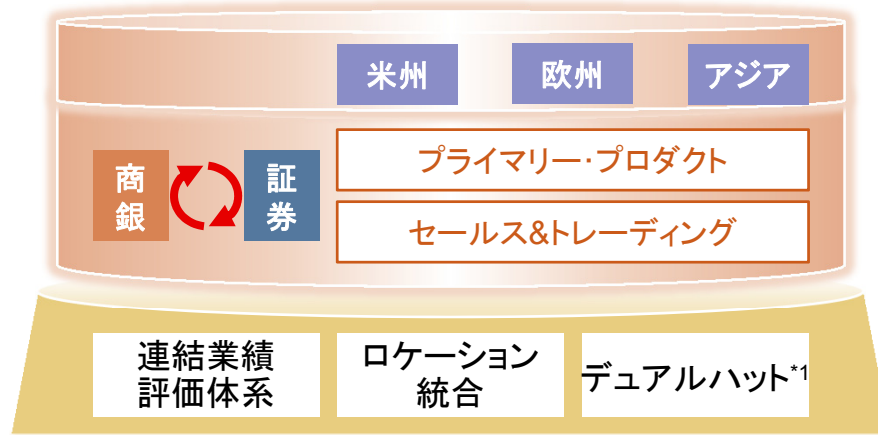 米州
欧州
アジア
プライマリー・プロダクト
商
銀
証
券
セールス&トレーディング
連結業績
評価体系
ロケーション
統合
デュアルハット*1